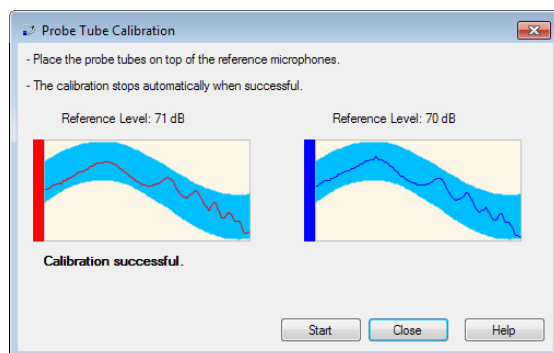 Probe Tube Calibration
- Place the probe tubes on top of the reference microphones.
- The calibration stops automatically when successful.
Reference Level: 71 dB
Reference Level: 70 dB
Calibration successful.
Start
Close
Help